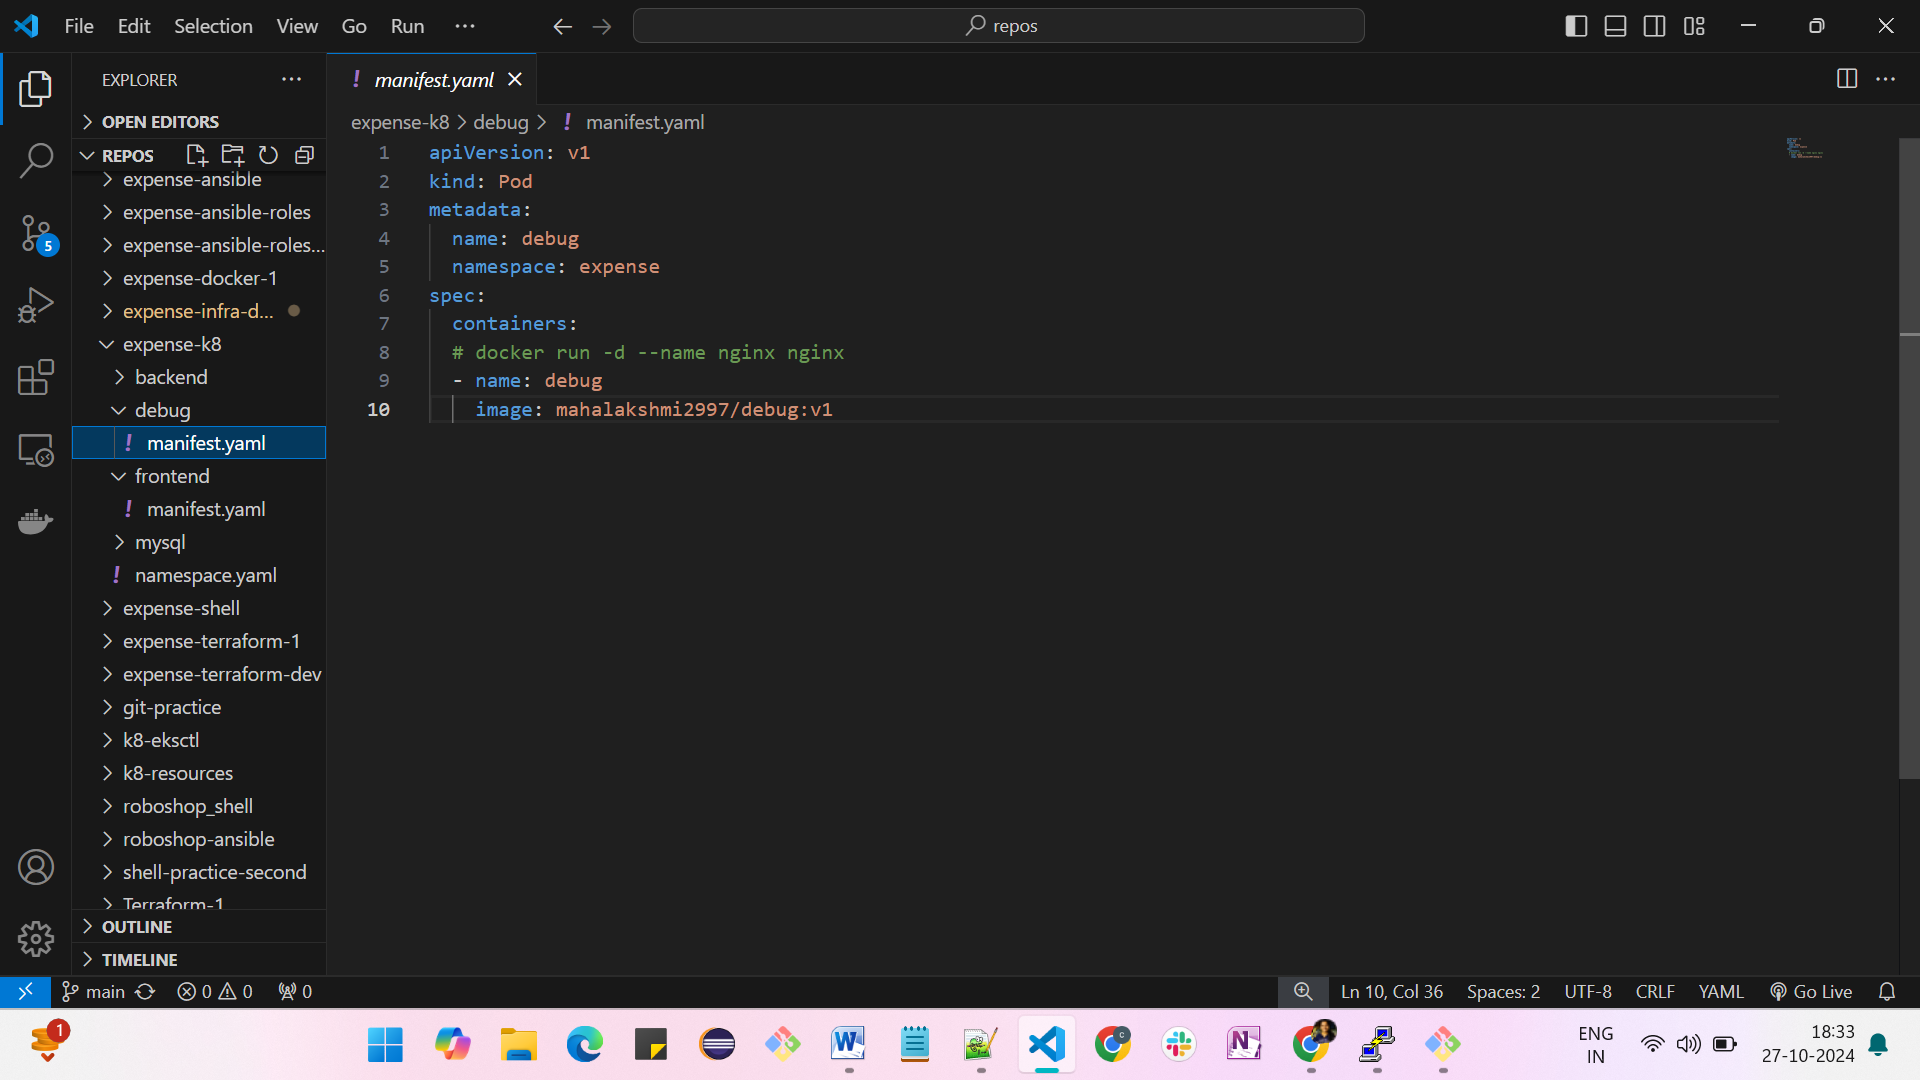 File Edit Selection View Go Run ···
repos
EXPLORER
OPEN EDITORS
REPOS
expense-ansible
expense-ansible-roles
expense-ansible-roles...
expense-docker-1
expense-infra-d...
expense-k8
backend
debug
! manifest.yaml
frontend
! manifest.yaml
mysql
! namespace.yaml
expense-shell
expense-terraform-1
expense-terraform-dev
git-practice
k8-eksctl
k8-resources
roboshop_shell
roboshop-ansible
shell-practice-second
Terraform-1
OUTLINE
TIMELINE
5
! manifest.yaml
expense-k8 > debug > ! manifest.yaml
1 apiVersion: v1
2 kind: Pod
3 metadata:
4 name: debug
5 namespace: expense
6 spec:
7 containers:
8 # docker run -d --name nginx nginx
9 - name: debug
10 image: mahalakshmi2997/debug:v1
main 0 0 0
Ln 10, Col 36 Spaces: 2 UTF-8 CRLF YAML Go Live
1
W
N
C
ENG
IN
18:33
27-10-2024